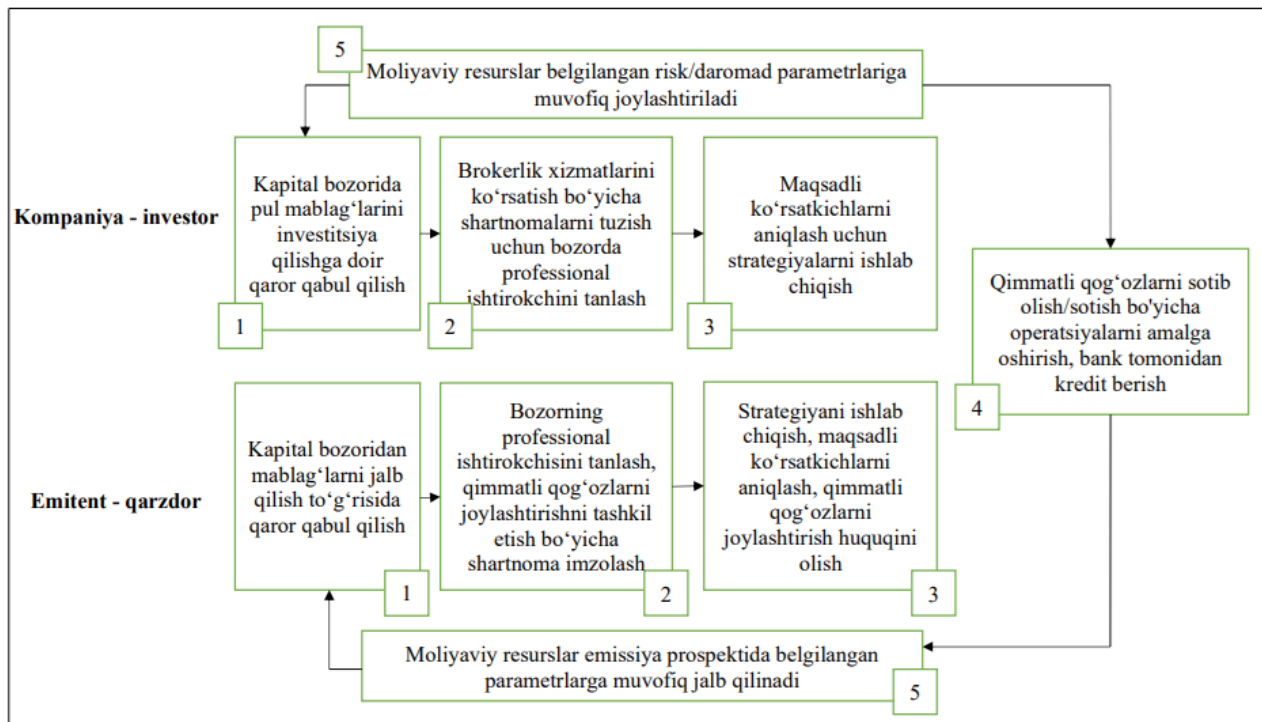 5
Moliyaviy resurslar belgilangan risk/daromad parametrlariga
muvofiq joylashtiriladi
Kompaniya - investor
Kapital bozorida
pul mablag‘larini
investitsiya
qilishga doir
qaror qabul qilish
1
Brokerlik xizmatlarini
ko‘rsatish bo‘yicha
shartnomalarni tuzish
uchun bozorda
professional
ishtirokchini tanlash
2
Maqsadli
ko‘rsatkichlarni
aniqlash uchun
strategiyalarni ishlab
chiqish
3
Qimmatli qog‘ozlarni sotib
olish/sotish bo'yicha
operatsiyalarni amalga
oshirish, bank tomonidan
kredit berish
4
Emitent - qarzdor
Kapital bozoridan
mablag‘larni jalb
qilish to‘g‘risida
qaror qabul qilish
1
Bozorning
professional
ishtirokchisini tanlash,
qimmatli qog‘ozlarni
joylashtirishni tashkil
etish bo‘yicha
shartnoma imzolash
2
Strategiyani ishlab
chiqish, maqsadli
ko‘rsatkichlarni
aniqlash, qimmatli
qog‘ozlarni
joylashtirish huquqini
olish
3
Moliyaviy resurslar emissiya prospektida belgilangan
parametrlarga muvofiq jalb qilinadi
5